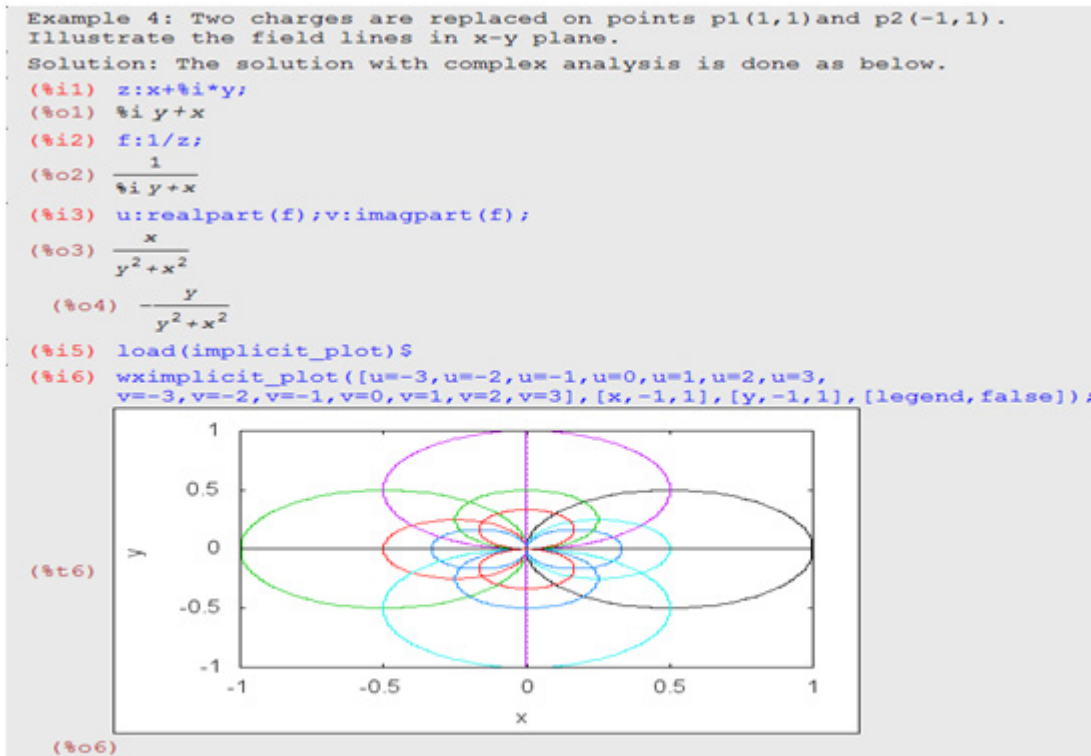 Example 4: Two charges are replaced on points p1(1,1)and p2(-1,1).
Illustrate the field lines in x-y plane.
Solution: The solution with complex analysis is done as below.
(%i1) z:x+%i*y;
(%o1) %i y+x
(%i2) f:1/z;
(%o2) 1/(%i y+x)
(%i3) u:realpart(f);v:imagpart(f);
(%o3) x/(y²+x²)
(%o4) -y/(y²+x²)
(%i5) load(implicit_plot)$
(%i6) wximplicit_plot([u=-3,u=-2,u=-1,u=0,u=1,u=2,u=3,
v=-3,v=-2,v=-1,v=0,v=1,v=2,v=3],[x,-1,1],[y,-1,1],[legend,false]);
1
0.5
0
-0.5
-1
y
(%t6)
-1 -0.5 0 0.5 1
x
(%o6)